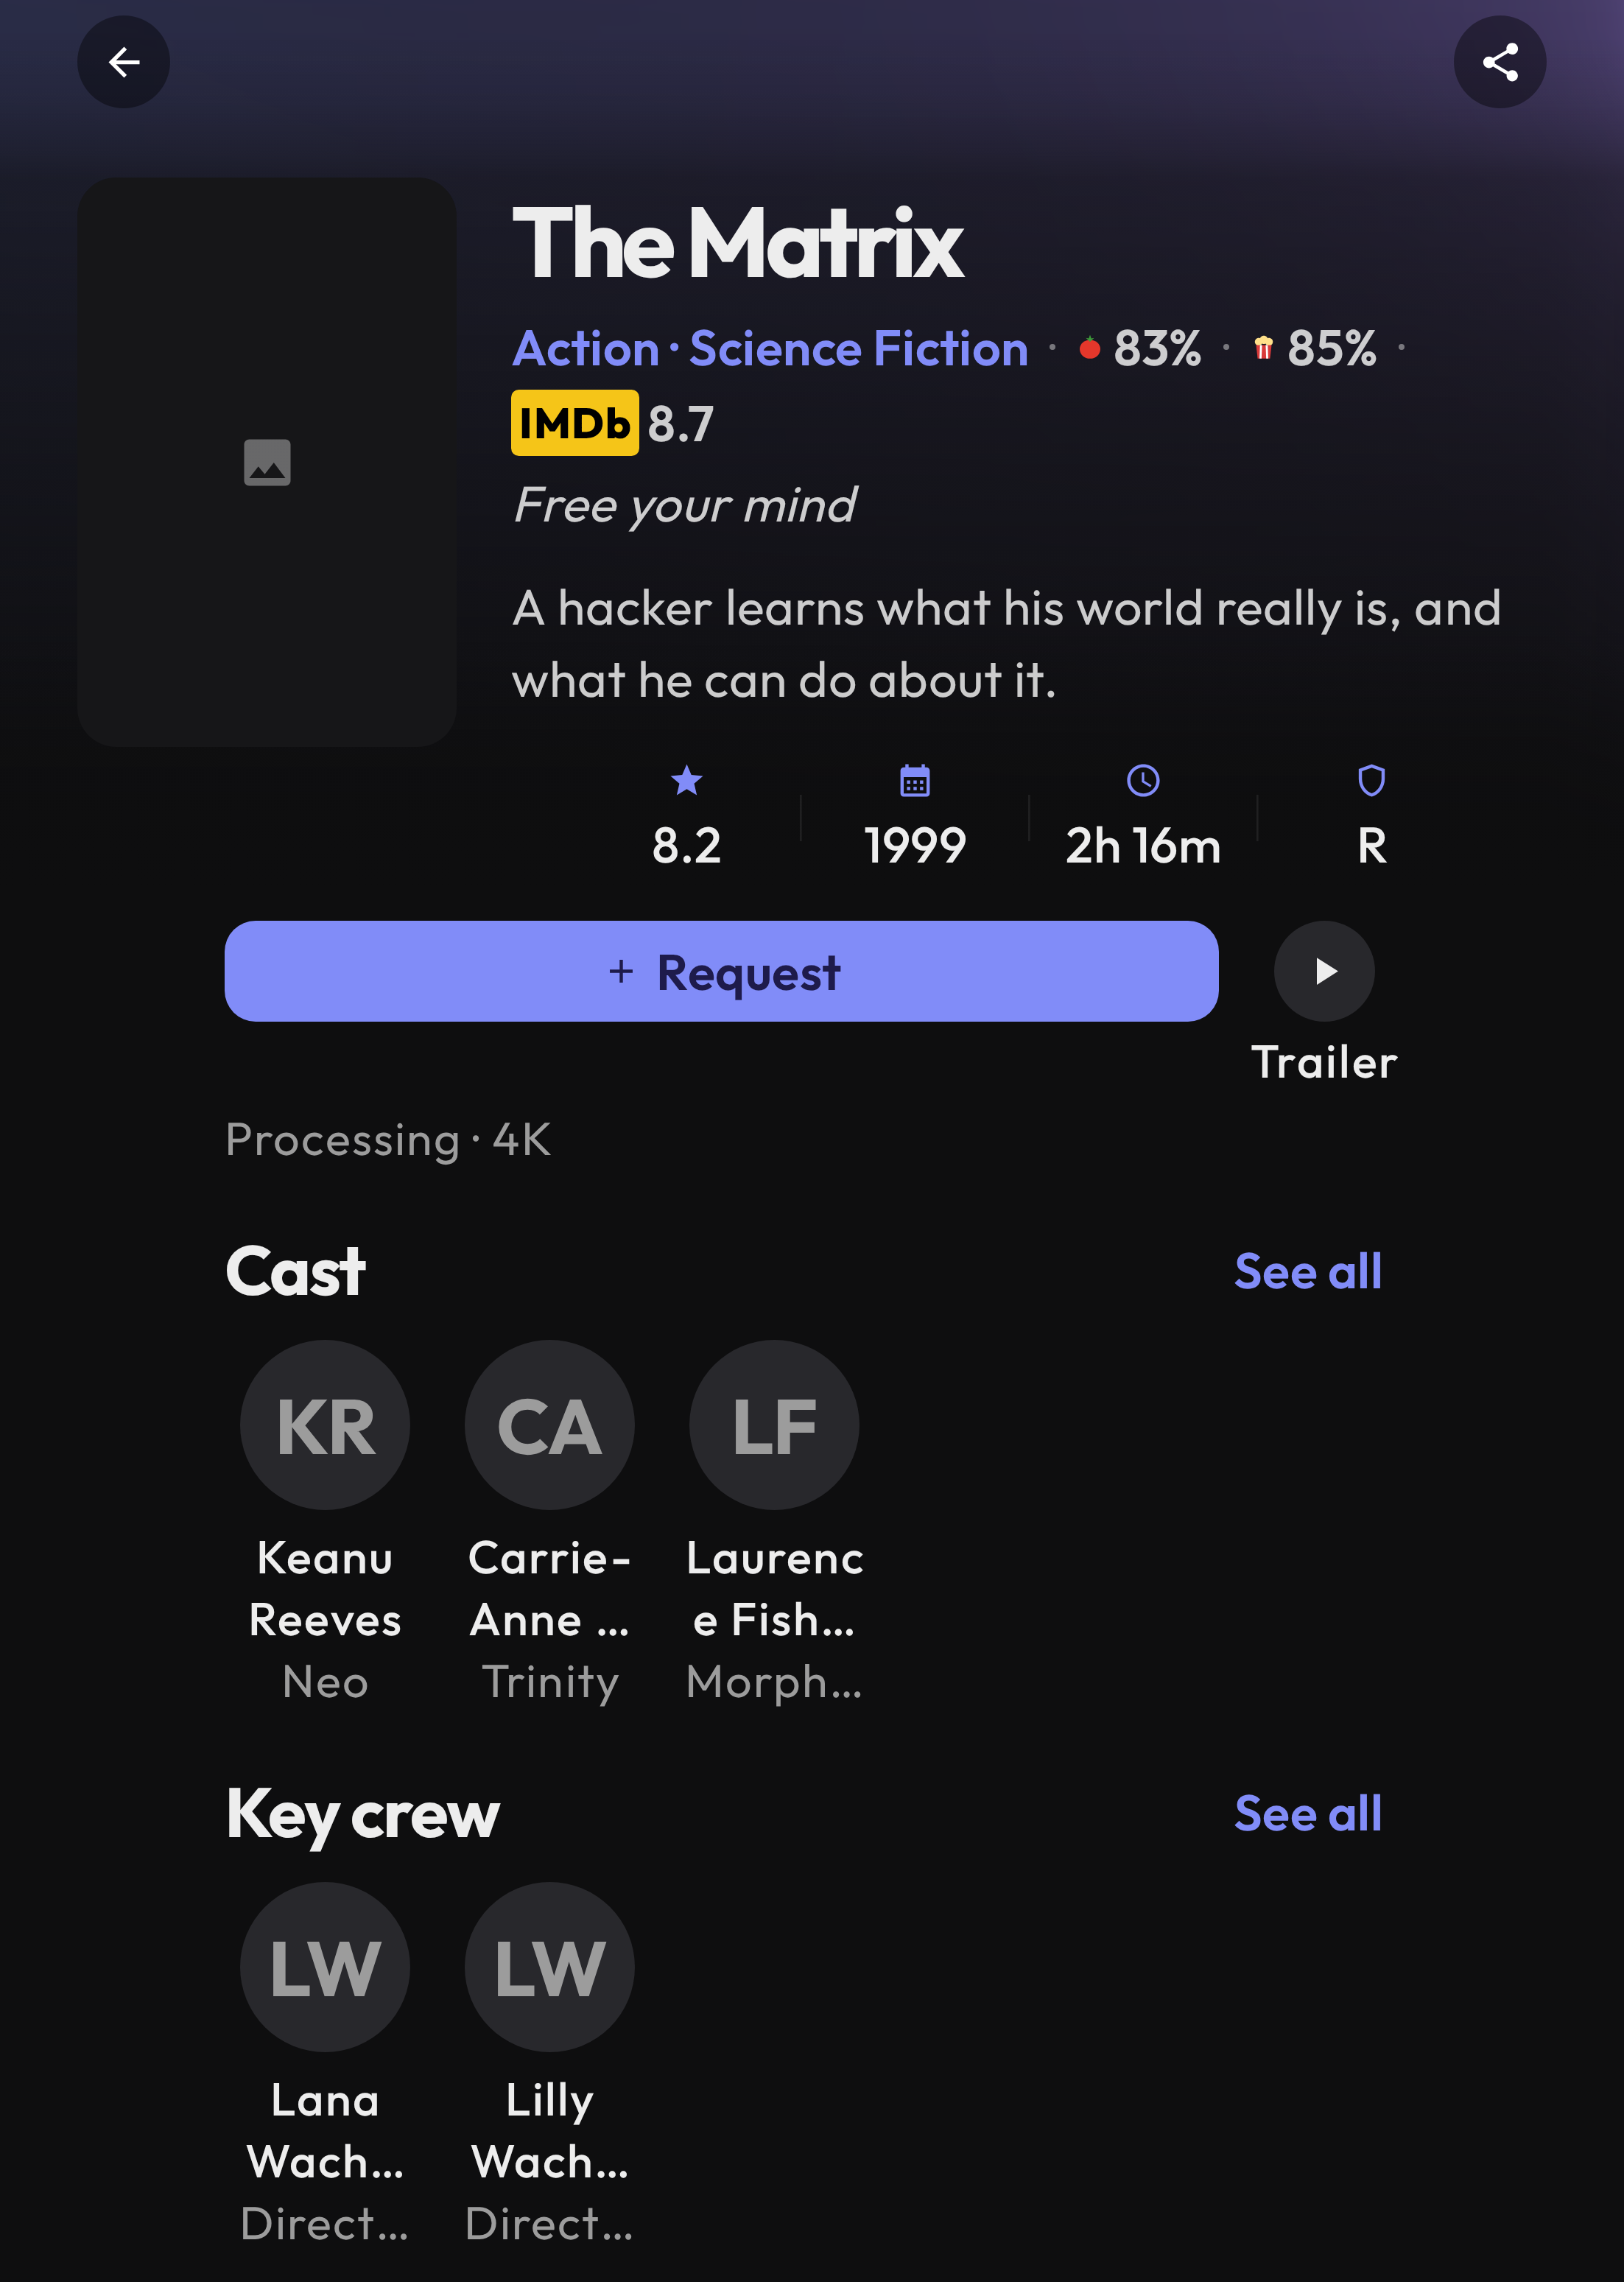 The Matrix
Action · Science Fiction · 83% · 85% ·
IMDb 8.7
Free your mind
A hacker learns what his world really is, and
what he can do about it.
8.2 1999 2h 16m R
+ Request
Trailer
Processing · 4K
Cast See all
KR CA LF
Keanu Carrie- Laurenc
Reeves Anne ... e Fish...
Neo Trinity Morph...
Key crew See all
LW LW
Lana Lilly
Wach... Wach...
Direct... Direct...